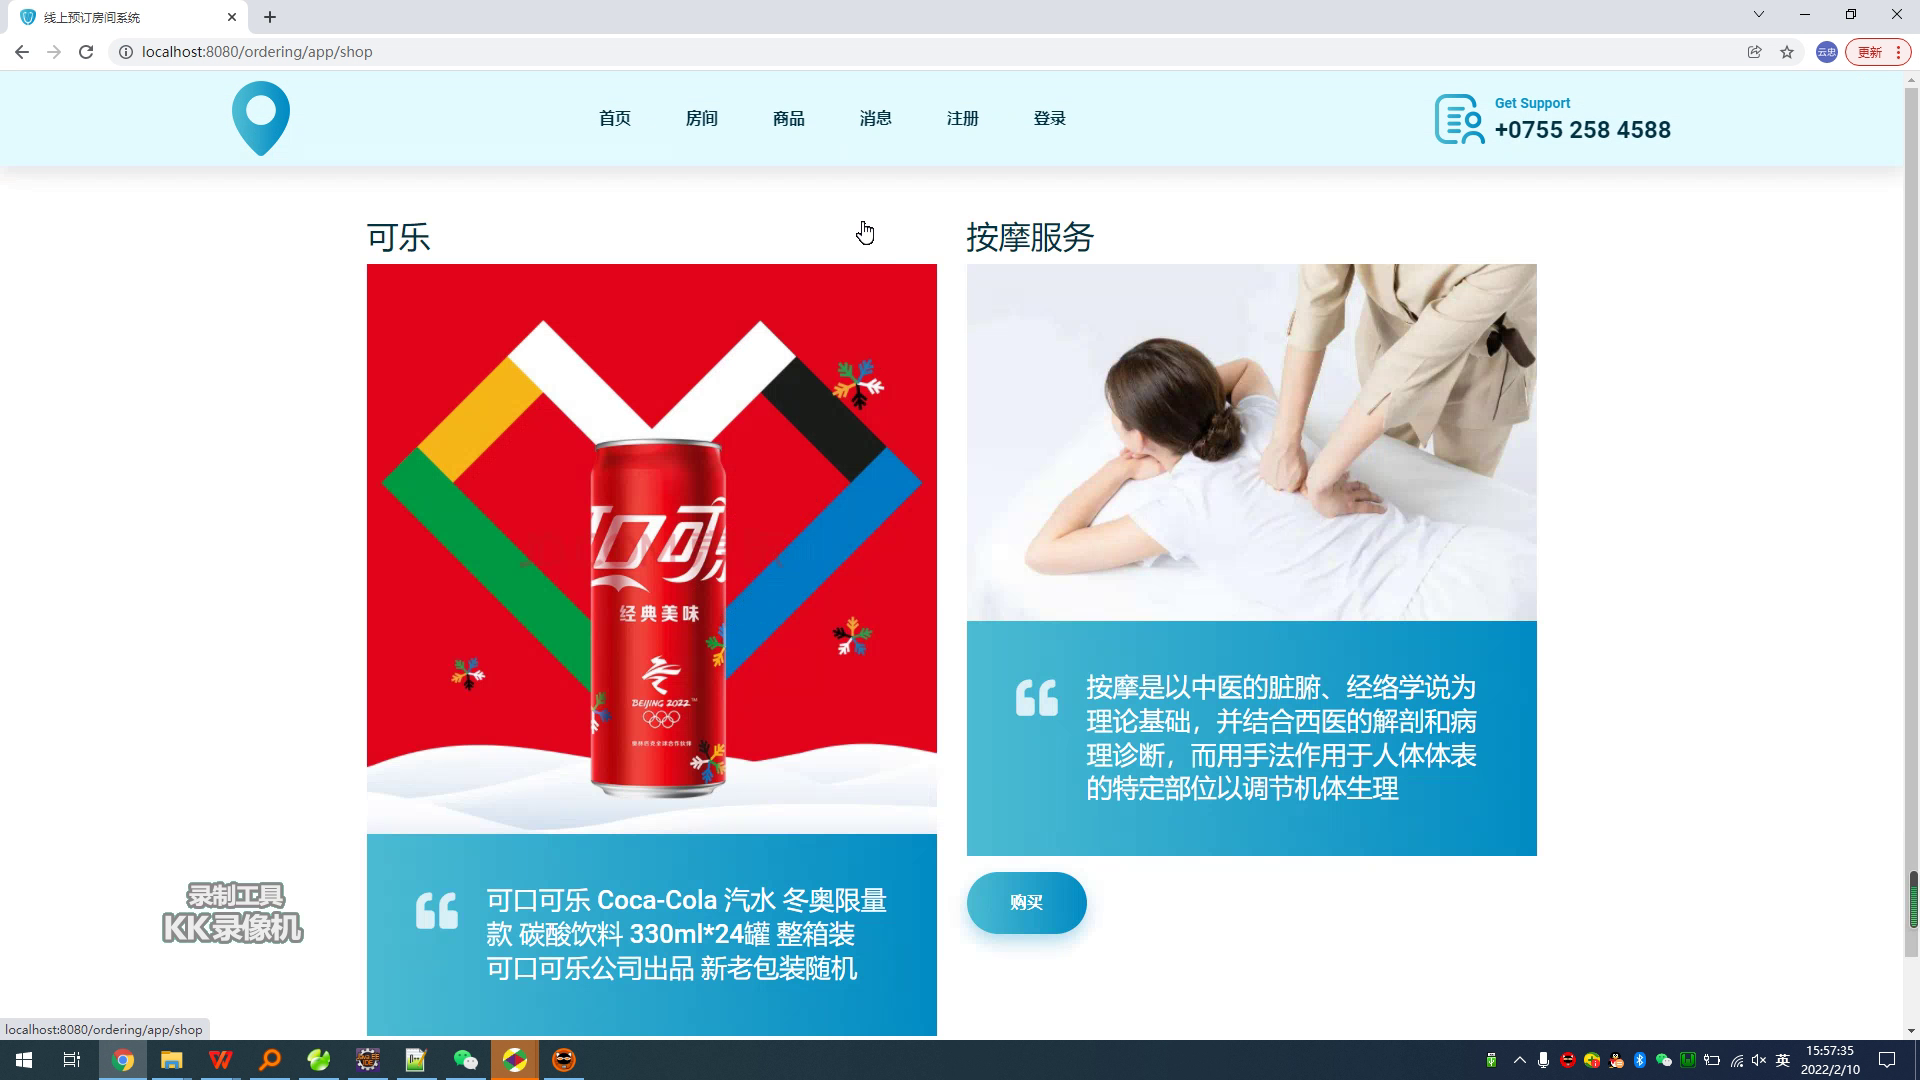 线上预订房间系统
localhost:8080/ordering/app/shop
云忠
更新
首页
房间
商品
消息
注册
登录
Get Support
+0755 258 4588
可乐
按摩服务
经典美味
BEIJING 2022
按摩是以中医的脏腑、经络学说为
理论基础，并结合西医的解剖和病
理诊断，而用手法作用于人体体表
的特定部位以调节机体生理
购买
可口可乐 Coca-Cola 汽水 冬奥限量
款 碳酸饮料 330ml*24罐 整箱装
可口可乐公司出品 新老包装随机
录制工具
KK录像机
localhost:8080/ordering/app/shop
英
15:57:35
2022/2/10